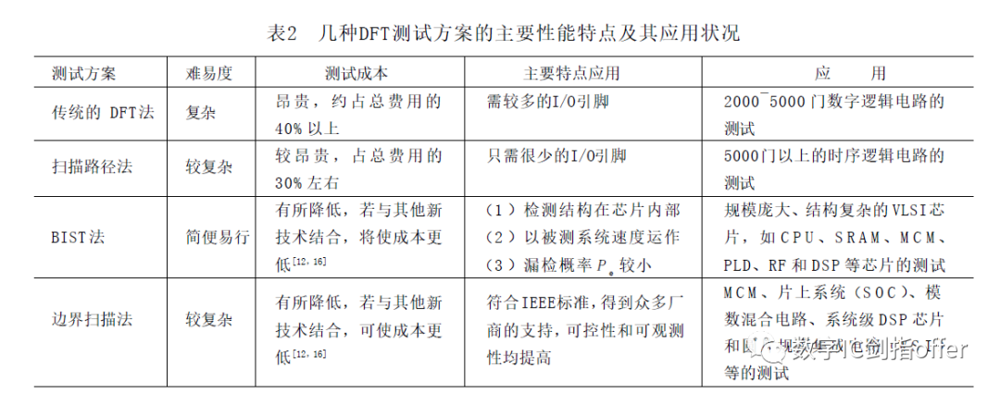 表2 几种DFT测试方案的主要性能特点及其应用状况
测试方案 难易度 测试成本 主要特点应用 应 用
传统的 DFT法 复杂 昂贵，约占总费用的 需较多的I/O引脚 2000~5000门数字逻辑电路的
40%以上 测试
扫描路径法 较复杂 较昂贵，占总费用的 只需很少的I/O引脚 5000门以上的时序逻辑电路的
30%左右 测试
有所降低，若与其他新 (1)检测结构在芯片内部 规模庞大、结构复杂的VLSI芯
BIST法 简便易行 技术结合，将使成本更 (2)以被测系统速度运作 片，如CPU、SRAM、MCM、
低[12，16] (3)漏检概率Pe较小 PLD、RF和DSP等芯片的测试
有所降低，若与其他新 符合IEEE标准，得到众多厂 MCM、片上系统(SOC)、模
边界扫描法 较复杂 技术结合，可使成本更 商的支持，可控性和可观测 数混合电路、系统级DSP芯片
低[12，16] 性均提高 和
等的测试
数字IC剑指offer